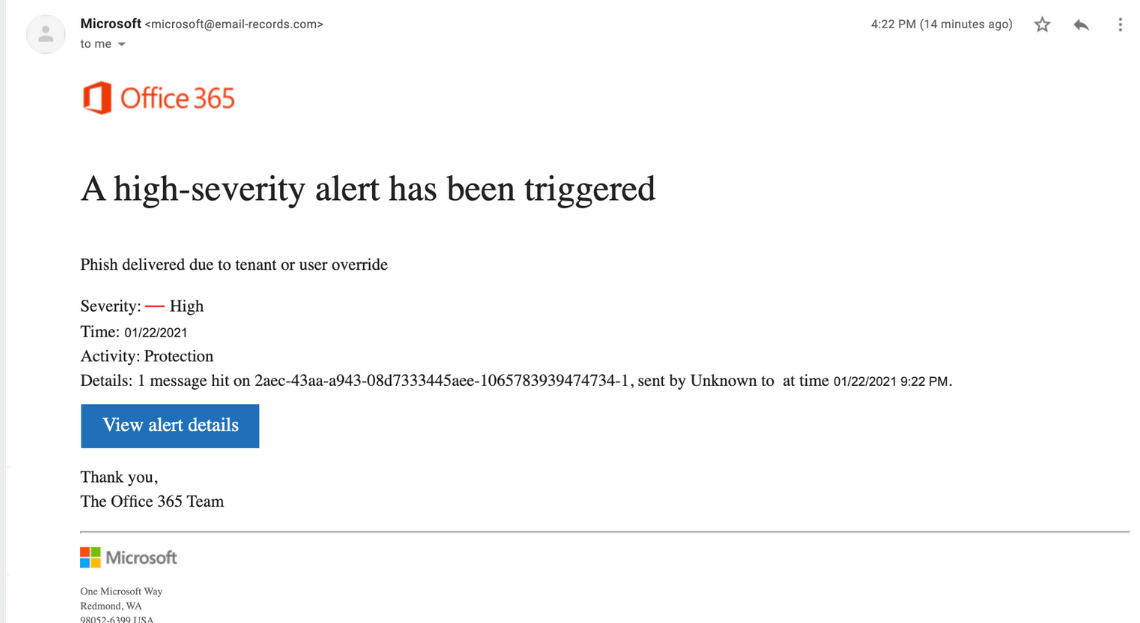 Microsoft <microsoft@email-records.com>
4:22 PM (14 minutes ago)
to me
Office 365
A high-severity alert has been triggered
Phish delivered due to tenant or user override
Severity: — High
Time: 01/22/2021
Activity: Protection
Details: 1 message hit on 2aec-43aa-a943-08d7333445aee-1065783939474734-1, sent by Unknown to  at time 01/22/2021 9:22 PM.
View alert details
Thank you,
The Office 365 Team
Microsoft
One Microsoft Way
Redmond, WA
98052-6399 USA